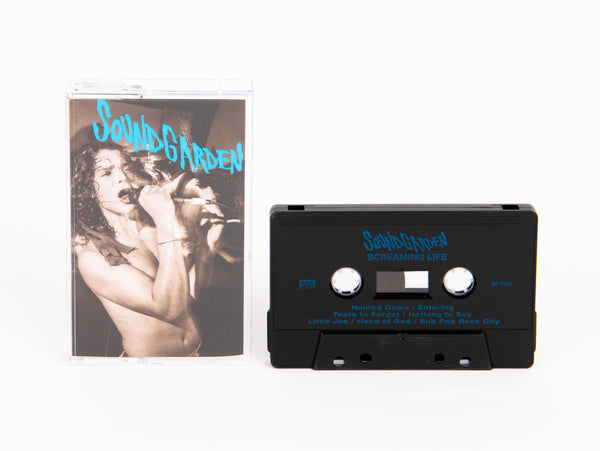 SOUNDGARDEN
SOUNDGARDEN
SCREAMING LIFE
Hunted Down / Entering
Tears to Forget / Nothing to Say
Little Joe / Hand of God / Sub Pop Rock City